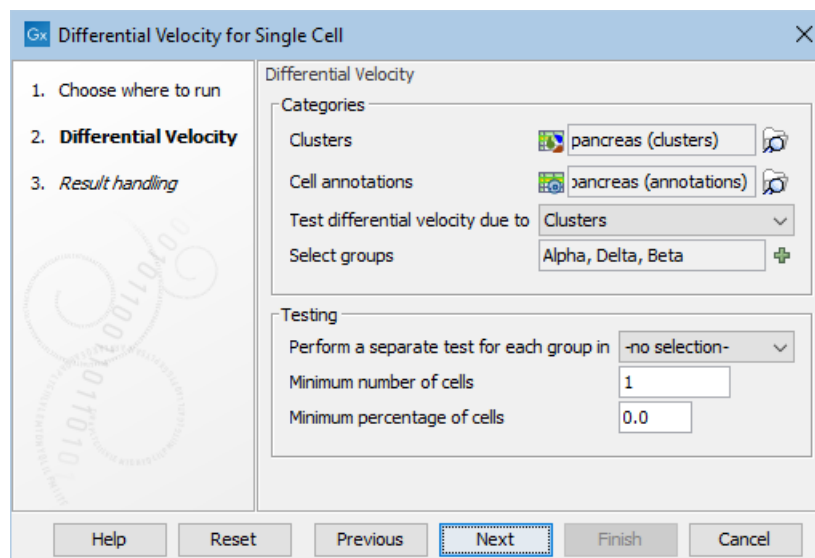 Gx Differential Velocity for Single Cell
1. Choose where to run
2. Differential Velocity
3. Result handling
Differential Velocity
Categories
Clusters pancreas (clusters)
Cell annotations pancreas (annotations)
Test differential velocity due to Clusters
Select groups Alpha, Delta, Beta
Testing
Perform a separate test for each group in -no selection-
Minimum number of cells 1
Minimum percentage of cells 0.0
Help Reset Previous Next Finish Cancel